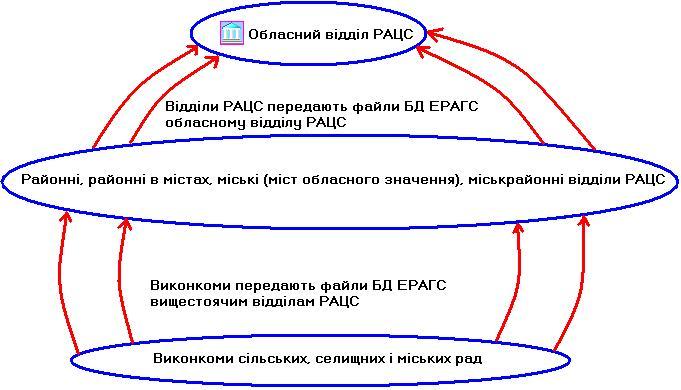 Обласний відділ РАЦС
Відділи РАЦС передають файли БД ЕРАГС
обласному відділу РАЦС
Районні, районні в містах, міські (міст обласного значення), міськрайонні відділи РАЦС
Виконкоми передають файли БД ЕРАГС
вищестоячим відділам РАЦС
Виконкоми сільських, селищних і міських рад